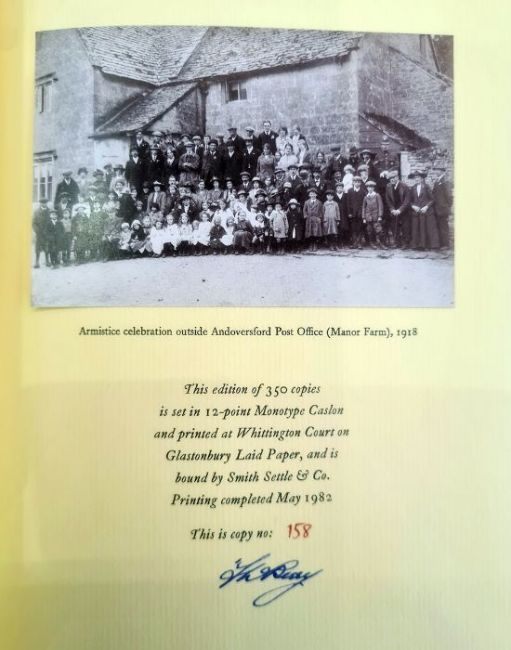 Armistice celebration outside Andoversford Post Office (Manor Farm), 1918
This edition of 350 copies
is set in 12-point Monotype Caslon
and printed at Whittington Court on
Glastonbury Laid Paper, and is
bound by Smith Settle & Co.
Printing completed May 1982
This is copy no: 158